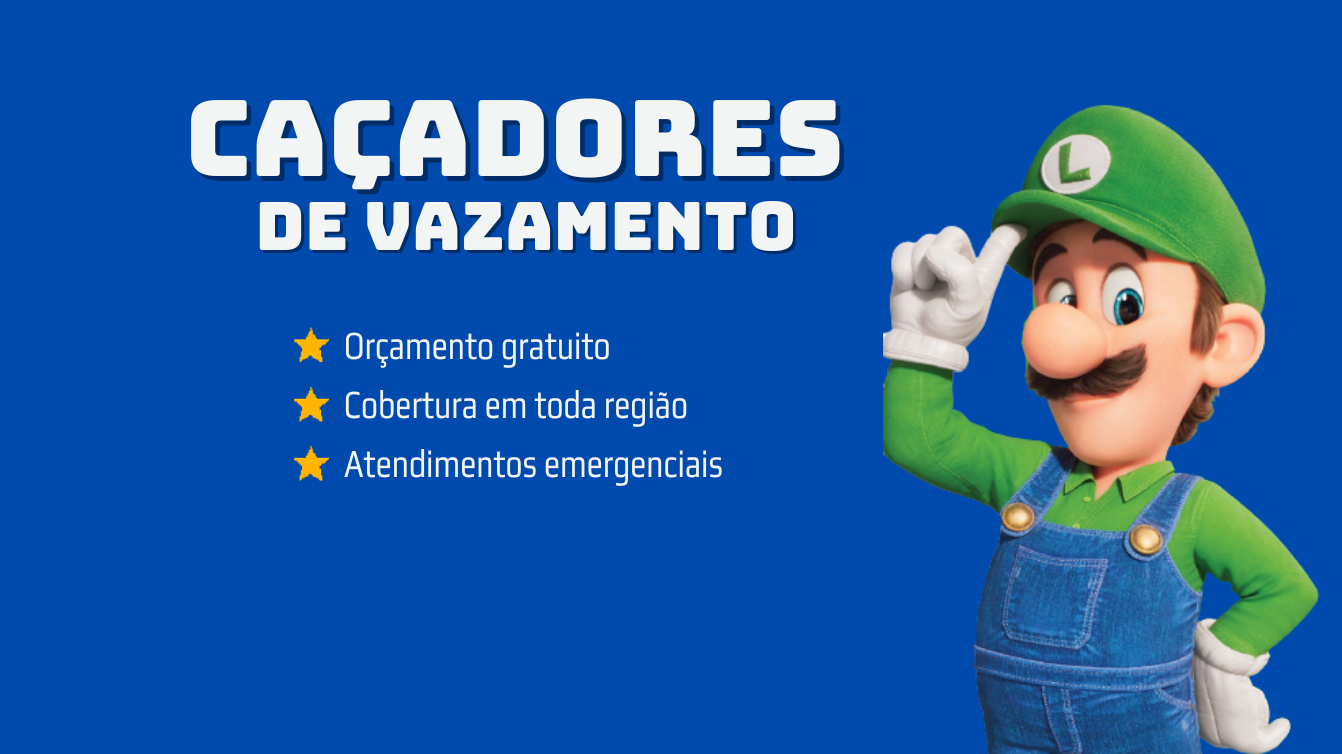 CAÇADORES
DE VAZAMENTO
Orçamento gratuito
Cobertura em toda região
Atendimentos emergenciais
L